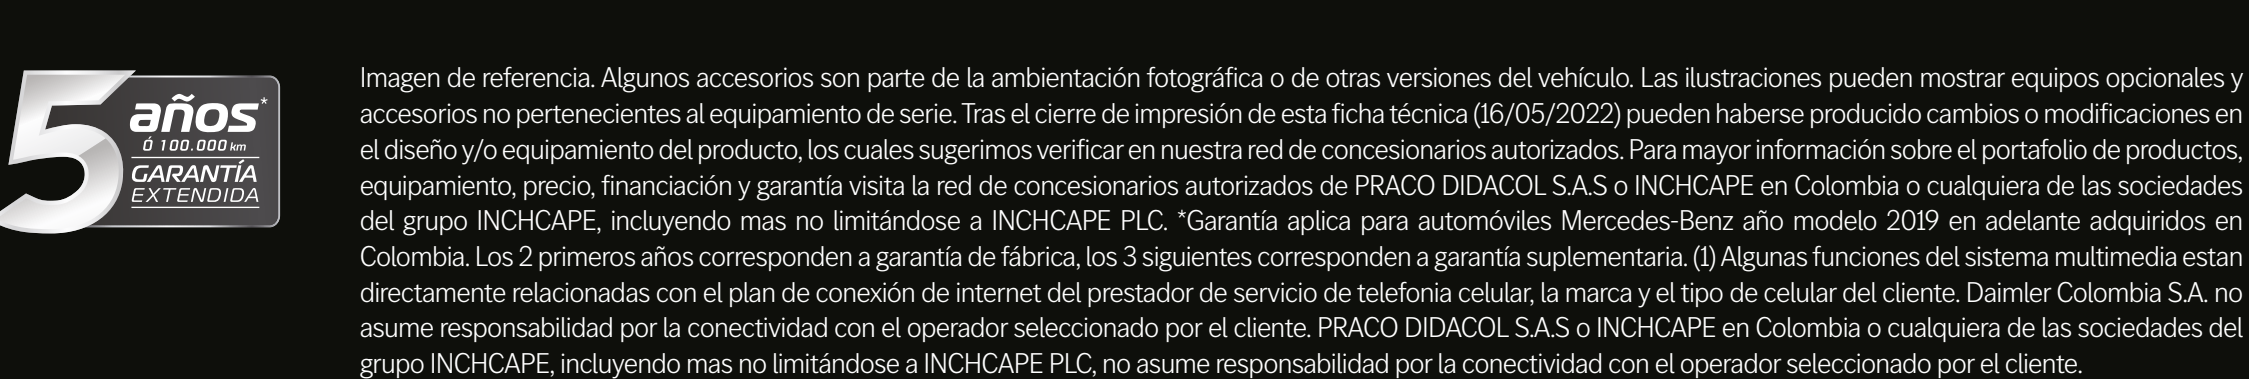 5 años*
ó 100.000 km
GARANTÍA
EXTENDIDA
Imagen de referencia. Algunos accesorios son parte de la ambientación fotográfica o de otras versiones del vehículo. Las ilustraciones pueden mostrar equipos opcionales y
accesorios no pertenecientes al equipamiento de serie. Tras el cierre de impresión de esta ficha técnica (16/05/2022) pueden haberse producido cambios o modificaciones en
el diseño y/o equipamiento del producto, los cuales sugerimos verificar en nuestra red de concesionarios autorizados. Para mayor información sobre el portafolio de productos,
equipamiento, precio, financiación y garantía visita la red de concesionarios autorizados de PRACO DIDACOL S.A.S o INCHCAPE en Colombia o cualquiera de las sociedades
del grupo INCHCAPE, incluyendo mas no limitándose a INCHCAPE PLC. *Garantía aplica para automóviles Mercedes-Benz año modelo 2019 en adelante adquiridos en
Colombia. Los 2 primeros años corresponden a garantía de fábrica, los 3 siguientes corresponden a garantía suplementaria. (1) Algunas funciones del sistema multimedia estan
directamente relacionadas con el plan de conexión de internet del prestador de servicio de telefonia celular, la marca y el tipo de celular del cliente. Daimler Colombia S.A. no
asume responsabilidad por la conectividad con el operador seleccionado por el cliente. PRACO DIDACOL S.A.S o INCHCAPE en Colombia o cualquiera de las sociedades del
grupo INCHCAPE, incluyendo mas no limitándose a INCHCAPE PLC, no asume responsabilidad por la conectividad con el operador seleccionado por el cliente.